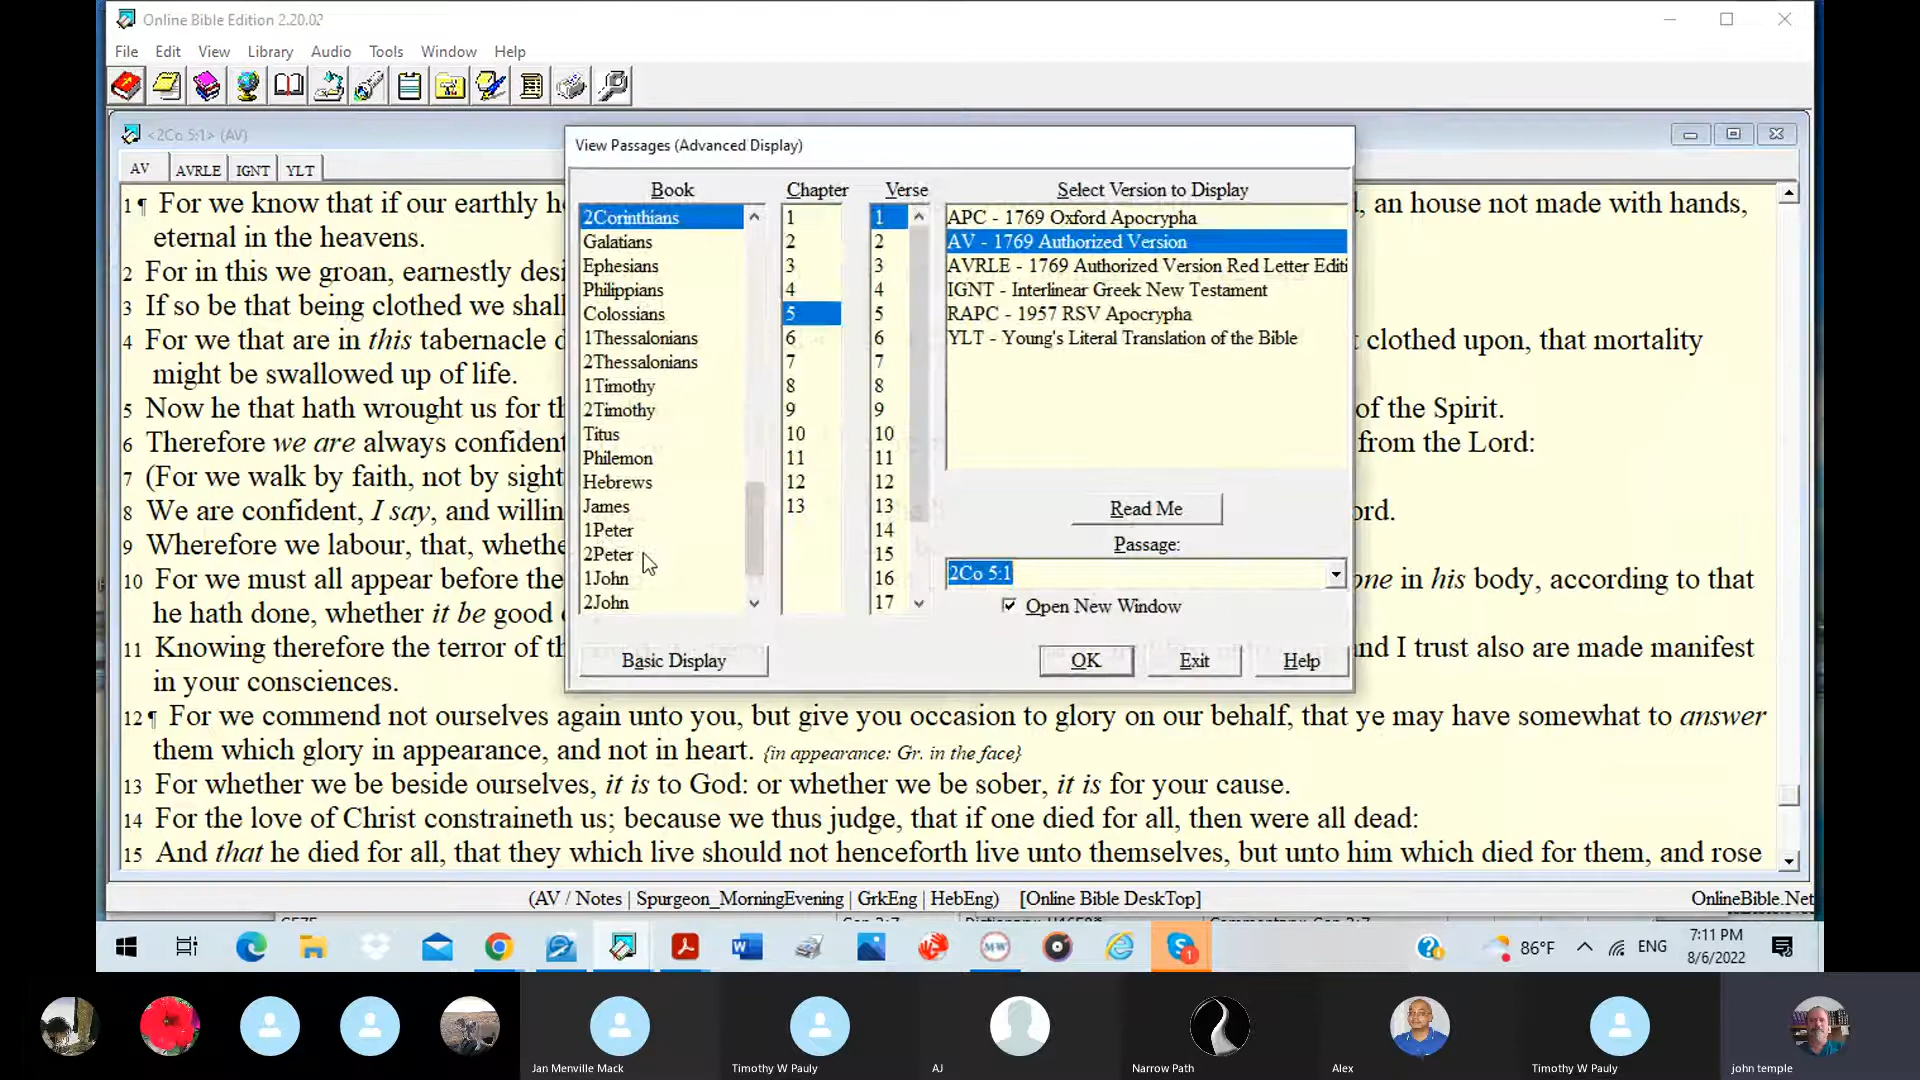 Online Bible Edition 2.20.02
File Edit View Library Audio Tools Window Help
<2Co 5:1> (AV)
AV AVRLE IGNT YLT
View Passages (Advanced Display)
Book Chapter Verse Select Version to Display
2Corinthians 1 1 APC - 1769 Oxford Apocrypha
Galatians 2 2 AV - 1769 Authorized Version
Ephesians 3 3 AVRLE - 1769 Authorized Version Red Letter Editi
Philippians 4 4 IGNT - Interlinear Greek New Testament
Colossians 5 5 RAPC - 1957 RSV Apocrypha
1Thessalonians 6 6 YLT - Young's Literal Translation of the Bible
2Thessalonians 7 7
1Timothy 8 8
2Timothy 9 9
Titus 10 10
Philemon 11 11
Hebrews 12 12
James 13 13 Read Me
1Peter 14
2Peter 15 Passage:
1John 16 2Co 5:1
2John 17 Open New Window
Basic Display OK Exit Help
1 ¶ For we know that if our earthly h , an house not made with hands,
eternal in the heavens.
2 For in this we groan, earnestly desi
3 If so be that being clothed we shal
4 For we that are in this tabernacle clothed upon, that mortality
might be swallowed up of life.
5 Now he that hath wrought us for th of the Spirit.
6 Therefore we are always confident from the Lord:
7 (For we walk by faith, not by sight
8 We are confident, I say, and willin ord.
9 Wherefore we labour, that, whethe
10 For we must all appear before the one in his body, according to that
he hath done, whether it be good
11 Knowing therefore the terror of th nd I trust also are made manifest
in your consciences.
12 ¶ For we commend not ourselves again unto you, but give you occasion to glory on our behalf, that ye may have somewhat to answer
them which glory in appearance, and not in heart. {in appearance: Gr. in the face}
13 For whether we be beside ourselves, it is to God: or whether we be sober, it is for your cause.
14 For the love of Christ constraineth us; because we thus judge, that if one died for all, then were all dead:
15 And that he died for all, that they which live should not henceforth live unto themselves, but unto him which died for them, and rose
(AV / Notes | Spurgeon_MorningEvening | GrkEng | HebEng) [Online Bible DeskTop] OnlineBible.Net
86°F ENG 7:11 PM
8/6/2022
Jan Menville Mack Timothy W Pauly AJ Narrow Path Alex Timothy W Pauly john temple